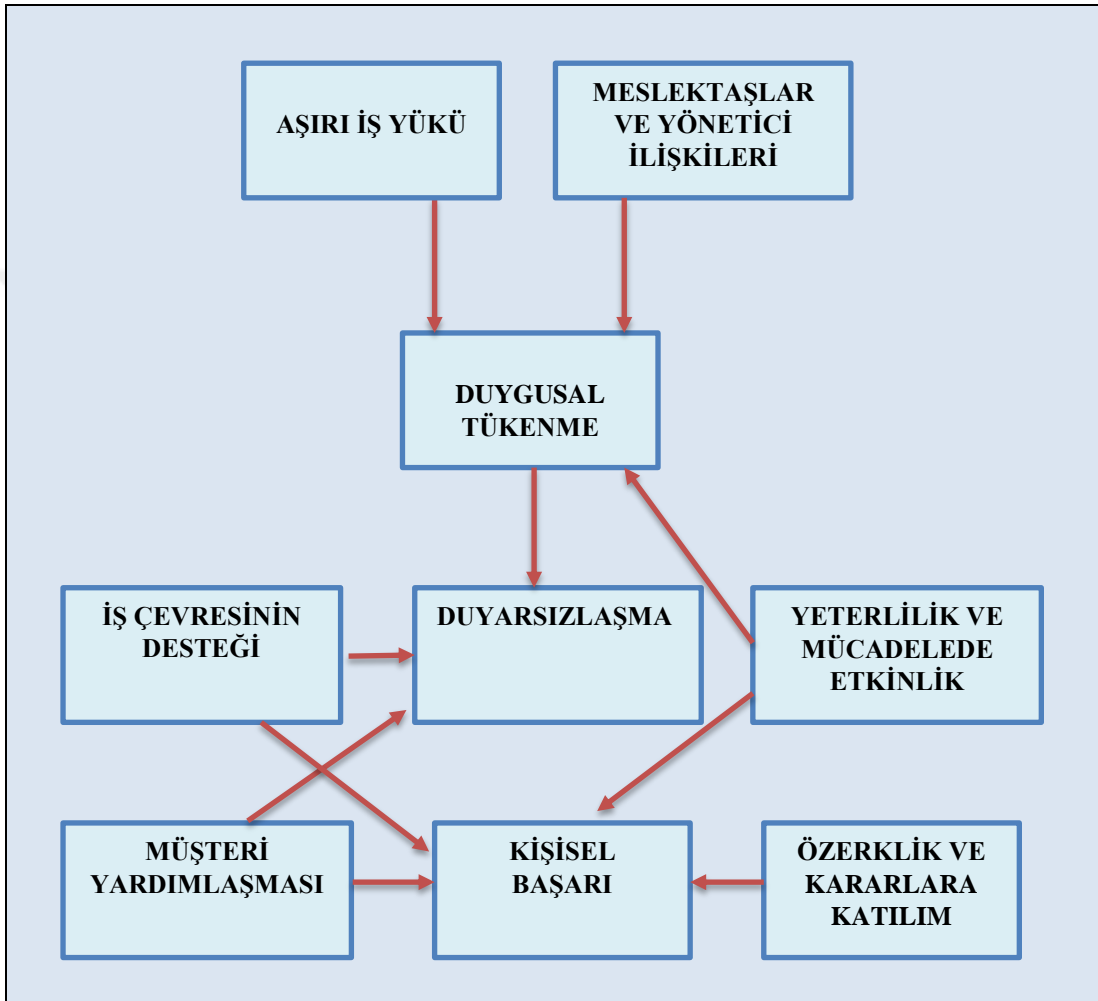 AŞIRI İŞ YÜKÜ
MESLEKTAŞLAR
VE YÖNETİCİ
İLİŞKİLERİ
DUYGUSAL
TÜKENME
İŞ ÇEVRESİNİN
DESTEĞİ
DUYARSIZLAŞMA
YETERLİLİK VE
MÜCADELEDE
ETKİNLİK
MÜŞTERİ
YARDIMLAŞMASI
KİŞİSEL
BAŞARI
ÖZERKLİK VE
KARARLARA
KATILIM